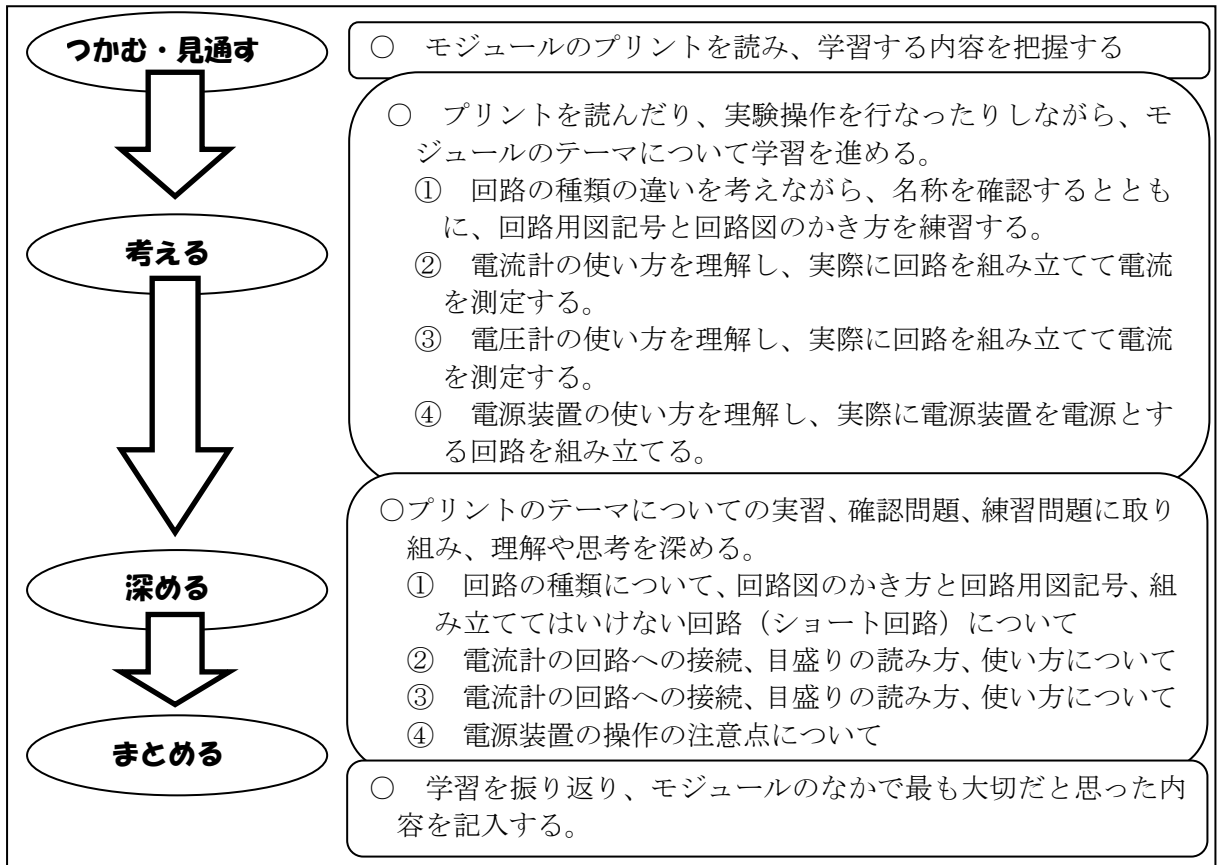 つかむ・見通す
○　モジュールのプリントを読み、学習する内容を把握する
○　プリントを読んだり、実験操作を行なったりしながら、モ
ジュールのテーマについて学習を進める。
①　回路の種類の違いを考えながら、名称を確認するととも
に、回路用図記号と回路図のかき方を練習する。
②　電流計の使い方を理解し、実際に回路を組み立てて電流
を測定する。
③　電圧計の使い方を理解し、実際に回路を組み立てて電流
を測定する。
④　電源装置の使い方を理解し、実際に電源装置を電源とす
る回路を組み立てる。
考える
○プリントのテーマについての実習、確認問題、練習問題に取り
組み、理解や思考を深める。
①　回路の種類について、回路図のかき方と回路用図記号、組
み立ててはいけない回路（ショート回路）について
②　電流計の回路への接続、目盛りの読み方、使い方について
③　電流計の回路への接続、目盛りの読み方、使い方について
④　電源装置の操作の注意点について
深める
まとめる
○　学習を振り返り、モジュールのなかで最も大切だと思った内
容を記入する。